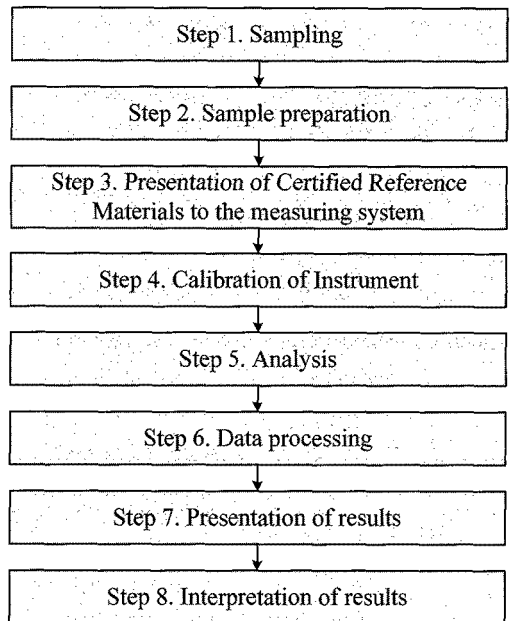 Step 1. Sampling
Step 2. Sample preparation
Step 3. Presentation of Certified Reference
Materials to the measuring system
Step 4. Calibration of Instrument
Step 5. Analysis
Step 6. Data processing
Step 7. Presentation of results
Step 8. Interpretation of results